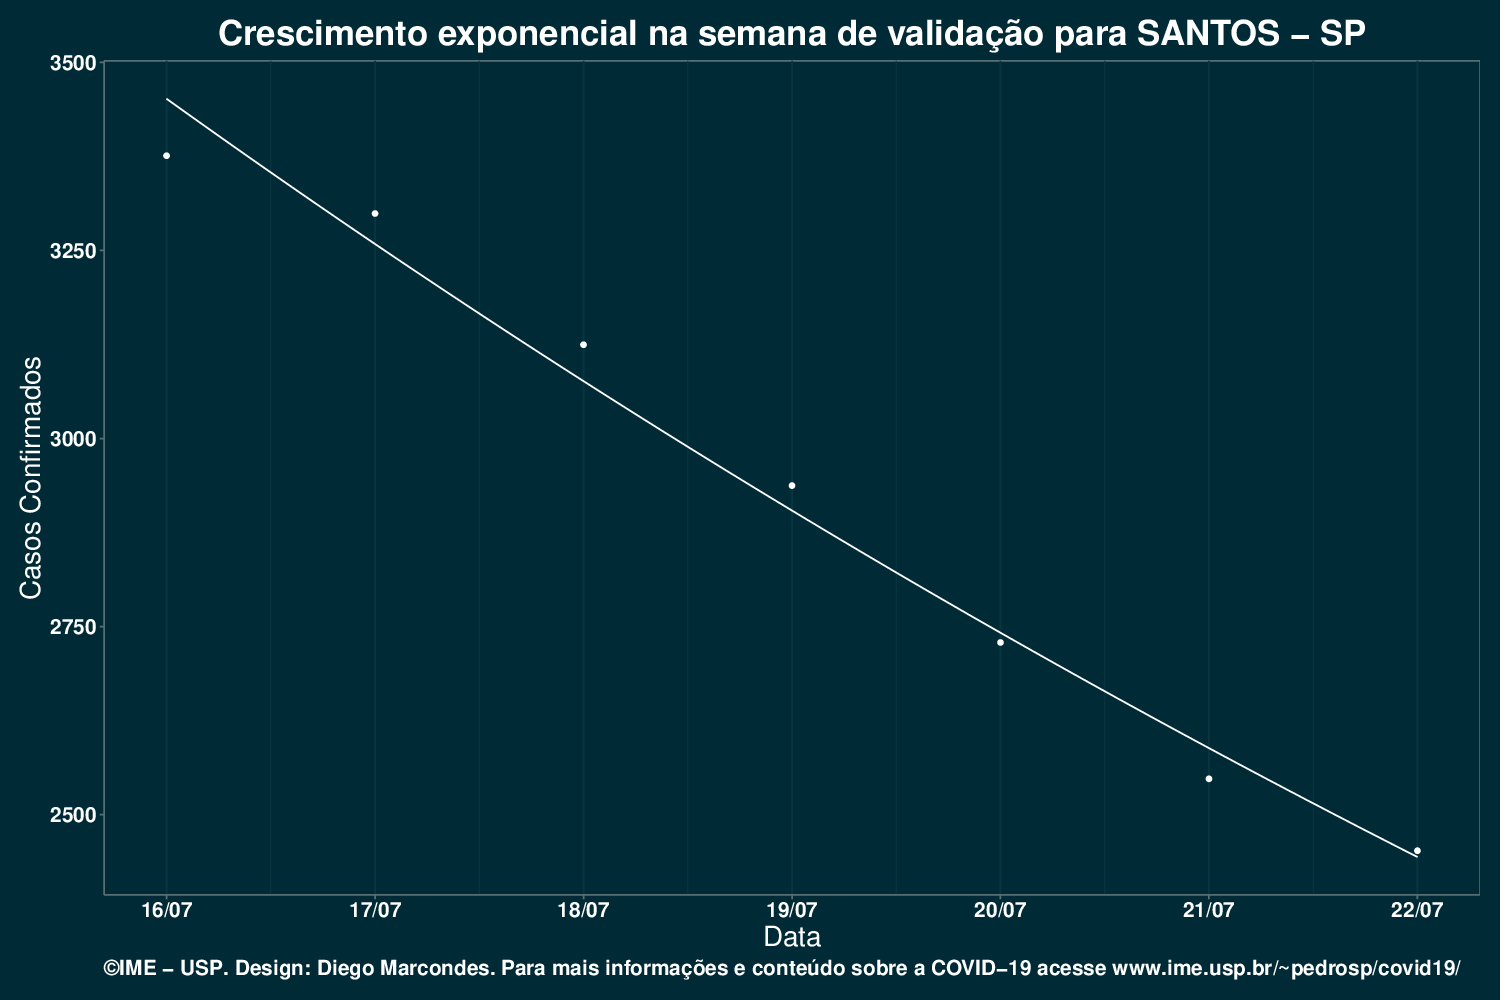 Crescimento exponencial na semana de validação para SANTOS – SP
3500
3250
3000
2750
2500
Casos Confirmados
16/07 17/07 18/07 19/07 20/07 21/07 22/07
Data
©IME – USP. Design: Diego Marcondes. Para mais informações e conteúdo sobre a COVID–19 acesse www.ime.usp.br/~pedrosp/covid19/